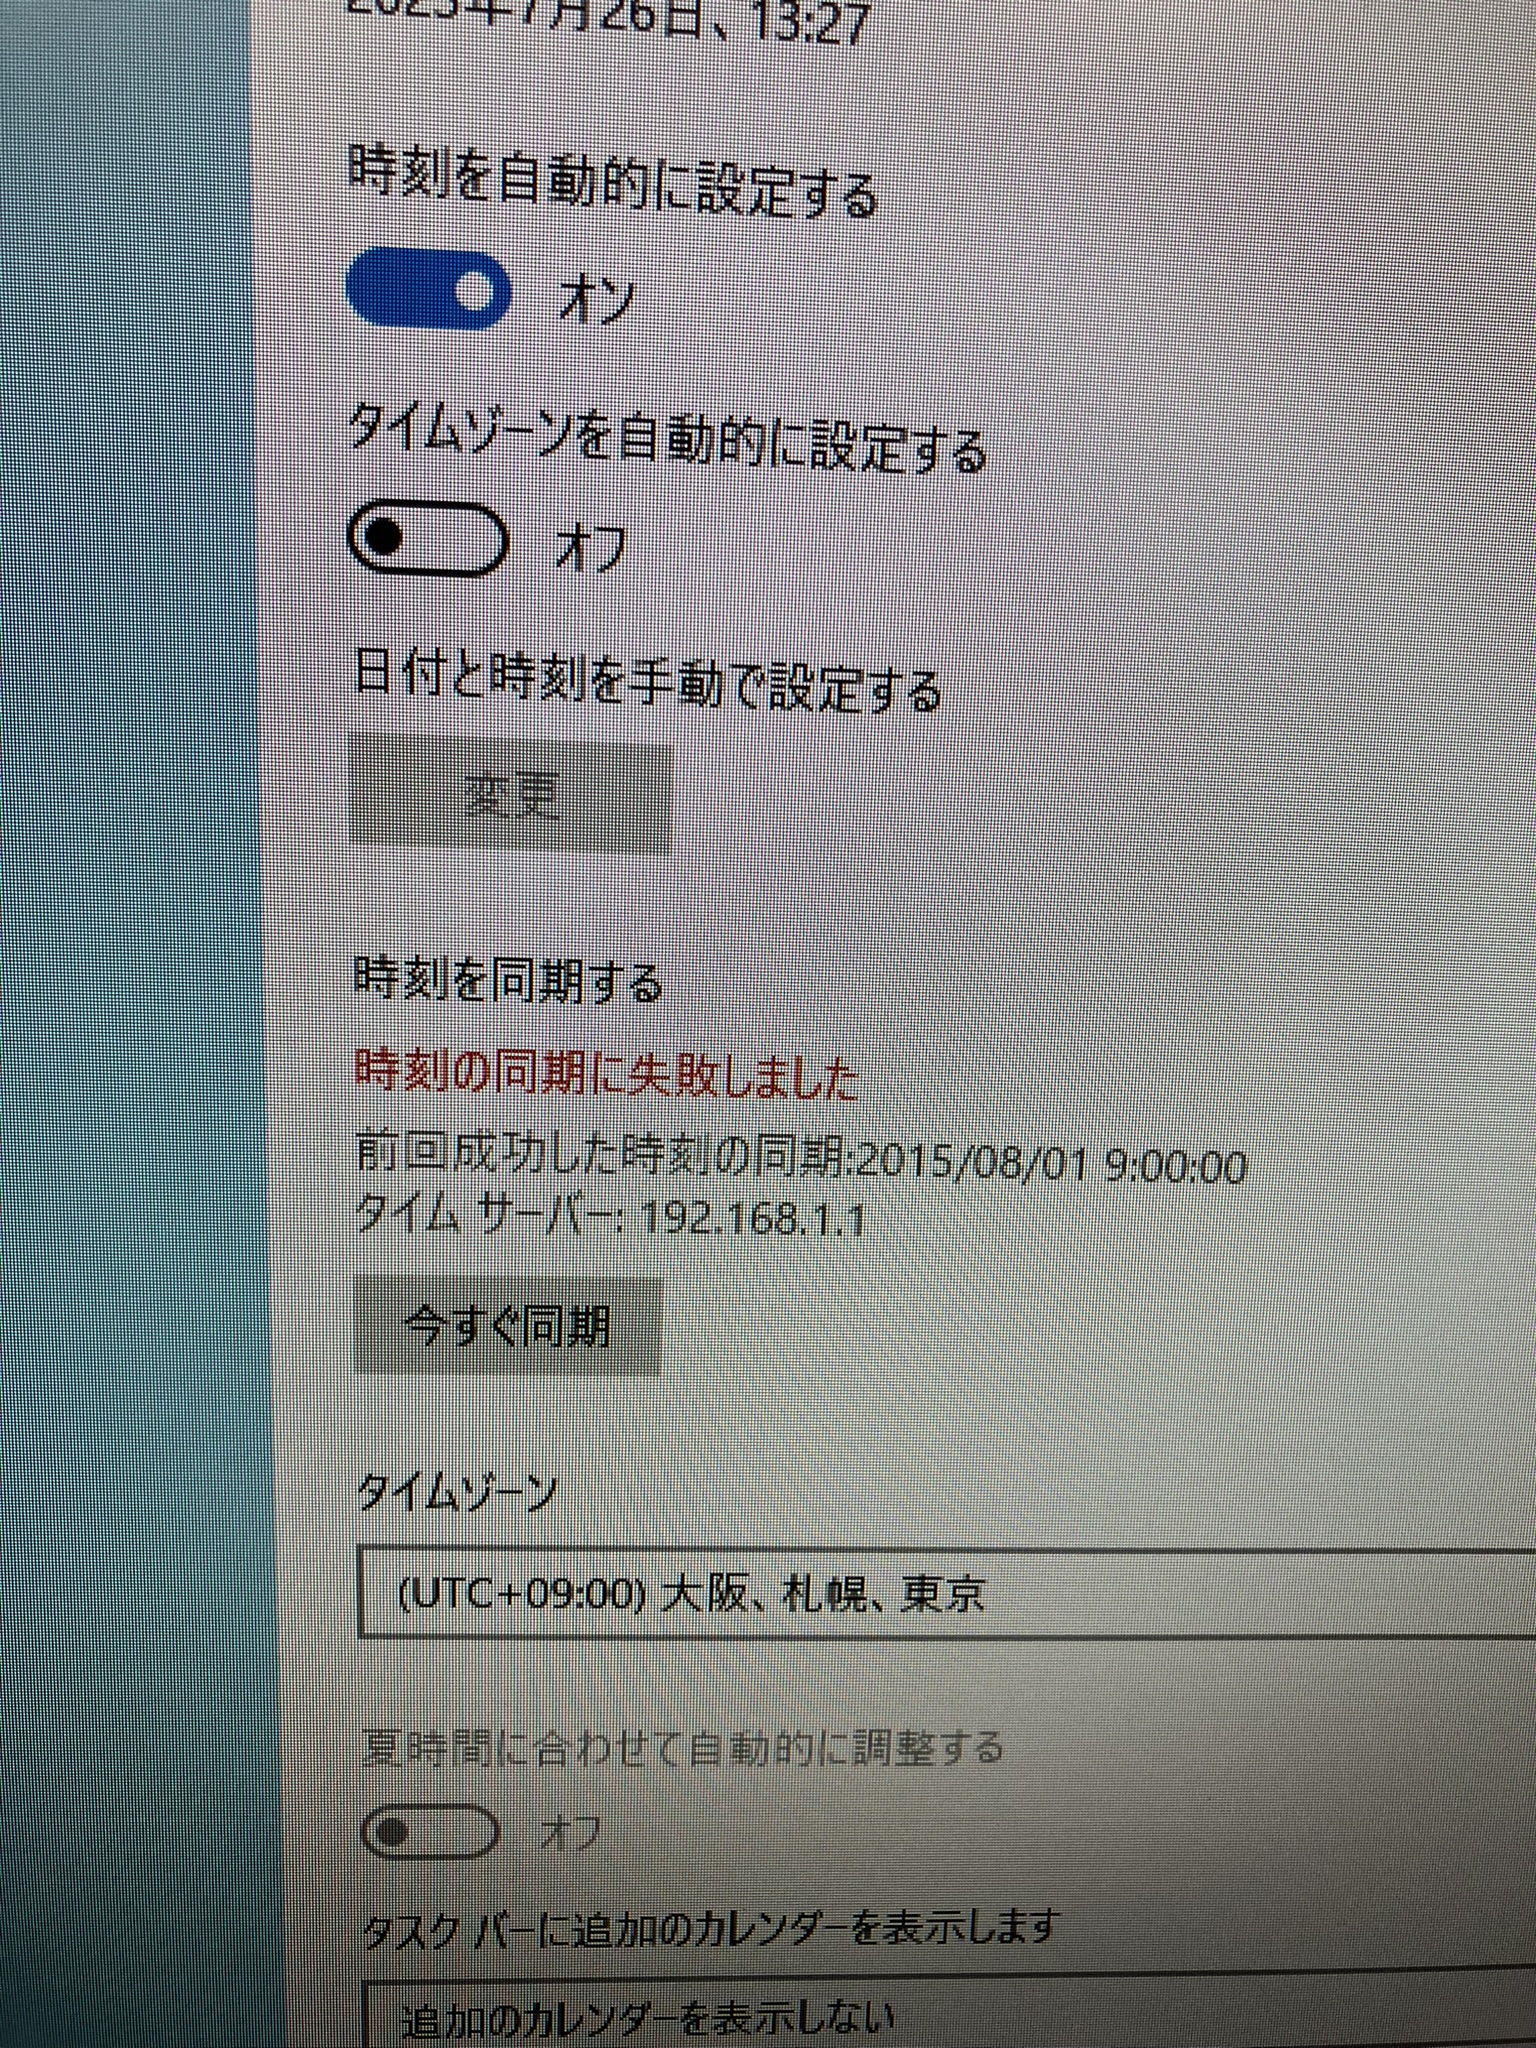 2023年7月26日、13:27
時刻を自動的に設定する
オン
タイムゾーンを自動的に設定する
オフ
日付と時刻を手動で設定する
変更
時刻を同期する
時刻の同期に失敗しました
前回成功した時刻の同期:2015/08/01 9:00:00
タイム サーバー: 192.168.1.1
今すぐ同期
タイムゾーン
(UTC+09:00) 大阪、札幌、東京
夏時間に合わせて自動的に調整する
オフ
タスク バーに追加のカレンダーを表示します
追加のカレンダーを表示しない